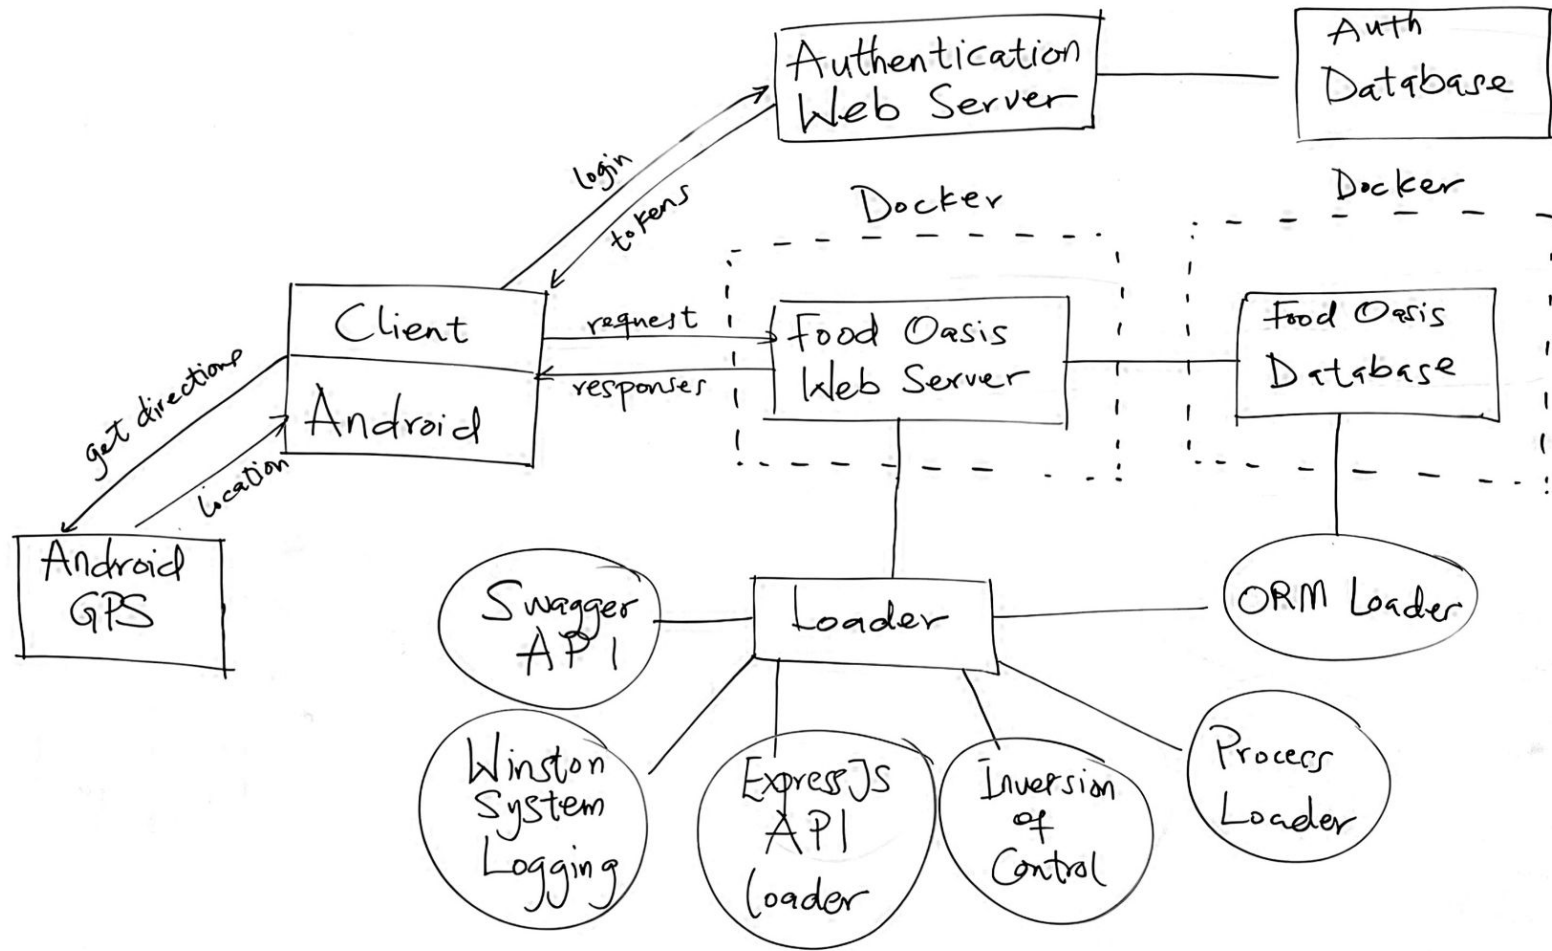 Authentication
Web Server
Auth
Database
login
tokens
Docker
Docker
Client
Android
request
responses
Food Oasis
Web Server
Food Oasis
Database
get directions
location
Android
GPS
Swagger
API
Loader
ORM Loader
Winston
System
Logging
ExpressJS
API
Loader
Inversion
of
Control
Process
Loader